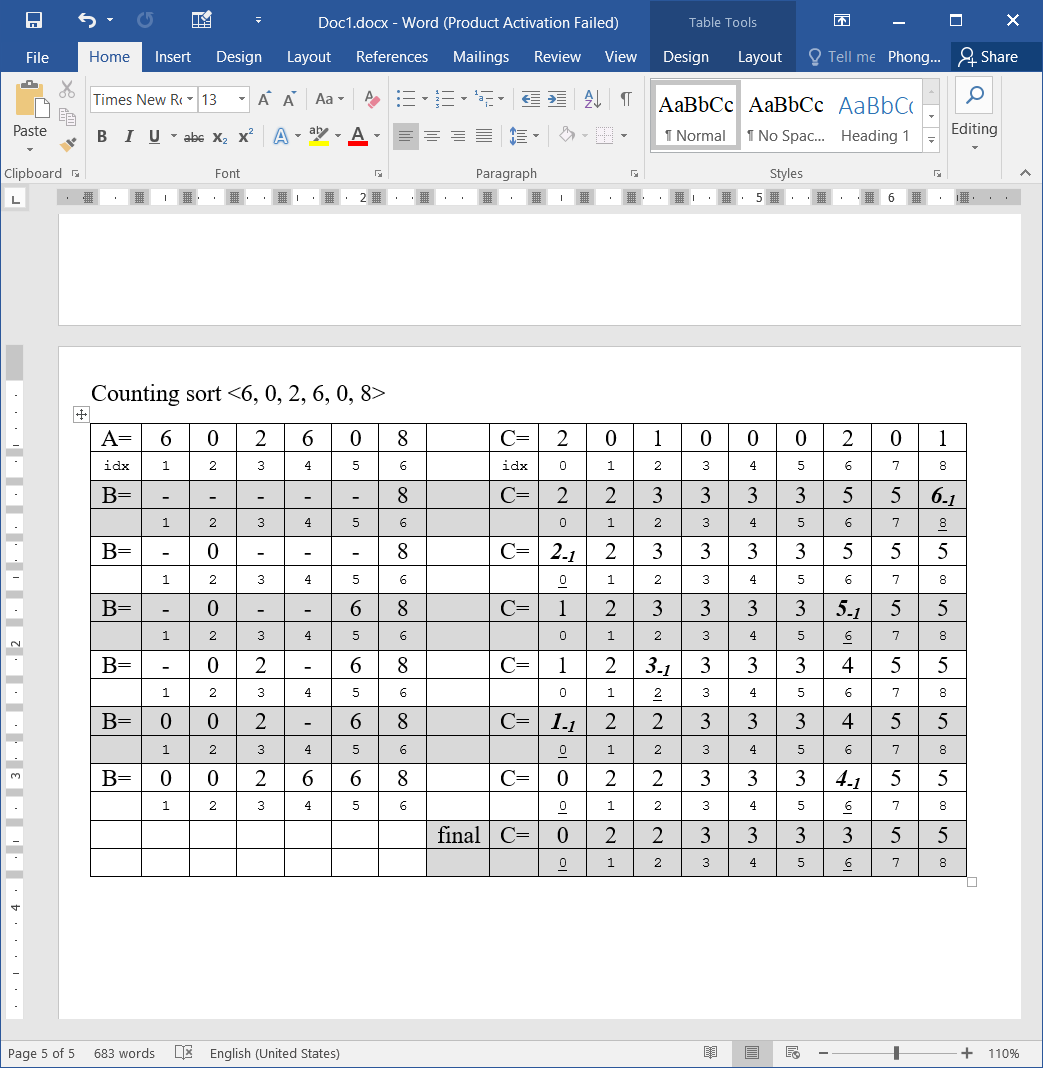 Doc1.docx - Word (Product Activation Failed) Table Tools
File Home Insert Design Layout References Mailings Review View Design Layout Tell me Phong... Share
Paste Times New Ro 13 A A Aa A AaBbCc AaBbCc AaBbCc Editing
B I U abc x2 x2 A ab A ¶ Normal ¶ No Spac... Heading 1
Clipboard Font Paragraph Styles
2 5 6
Counting sort <6, 0, 2, 6, 0, 8>
A= 6 0 2 6 0 8 C= 2 0 1 0 0 0 2 0 1
idx 1 2 3 4 5 6 idx 0 1 2 3 4 5 6 7 8
B= - - - - - 8 C= 2 2 3 3 3 3 5 5 6-1
1 2 3 4 5 6 0 1 2 3 4 5 6 7 8
B= - 0 - - - 8 C= 2-1 2 3 3 3 3 5 5 5
1 2 3 4 5 6 0 1 2 3 4 5 6 7 8
B= - 0 - - 6 8 C= 1 2 3 3 3 3 5-1 5 5
1 2 3 4 5 6 0 1 2 3 4 5 6 7 8
B= - 0 2 - 6 8 C= 1 2 3-1 3 3 3 4 5 5
1 2 3 4 5 6 0 1 2 3 4 5 6 7 8
B= 0 0 2 - 6 8 C= 1-1 2 2 3 3 3 4 5 5
1 2 3 4 5 6 0 1 2 3 4 5 6 7 8
B= 0 0 2 6 6 8 C= 0 2 2 3 3 3 4-1 5 5
1 2 3 4 5 6 0 1 2 3 4 5 6 7 8
final C= 0 2 2 3 3 3 3 5 5
0 1 2 3 4 5 6 7 8
2
3
4
Page 5 of 5 683 words English (United States) 110%